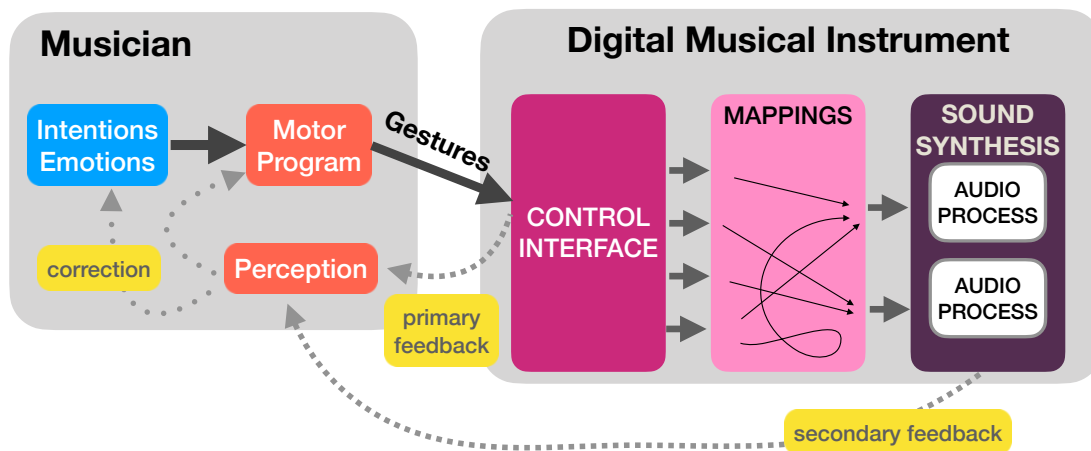 Musician
Intentions
Emotions
Motor
Program
Gestures
correction
Perception
primary
feedback
Digital Musical Instrument
CONTROL
INTERFACE
MAPPINGS
SOUND
SYNTHESIS
AUDIO
PROCESS
AUDIO
PROCESS
secondary feedback